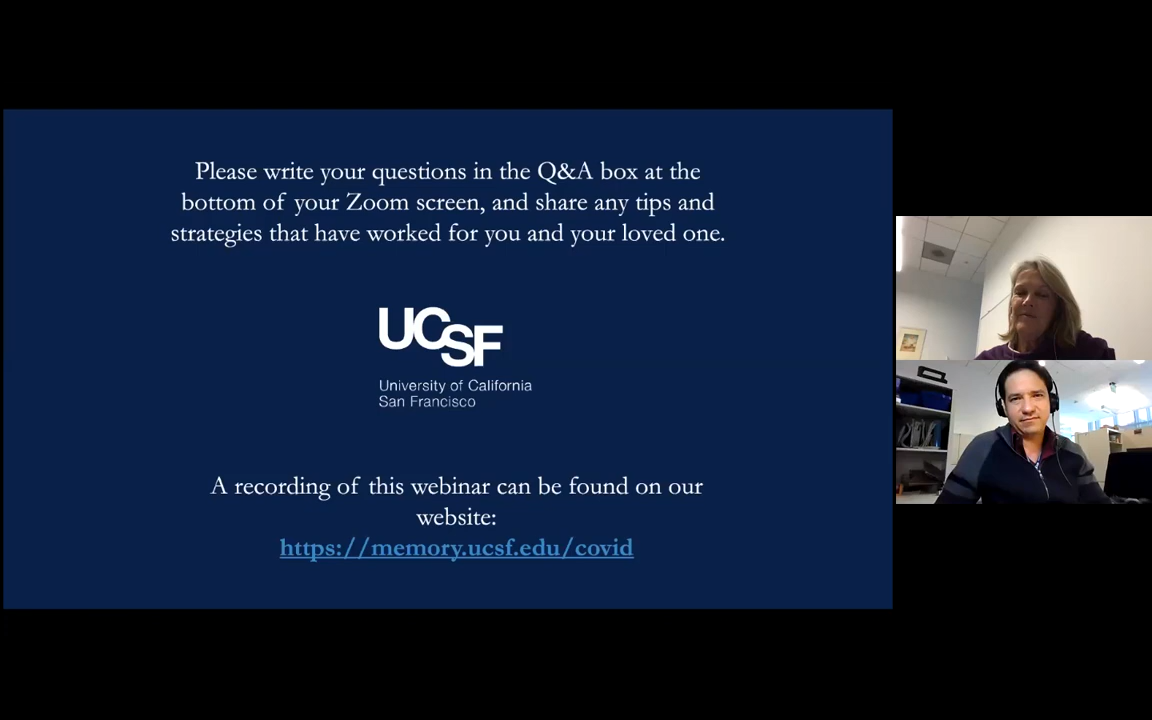 Please write your questions in the Q&A box at the
bottom of your Zoom screen, and share any tips and
strategies that have worked for you and your loved one.
UCSF
University of California
San Francisco
A recording of this webinar can be found on our
website:
https://memory.ucsf.edu/covid